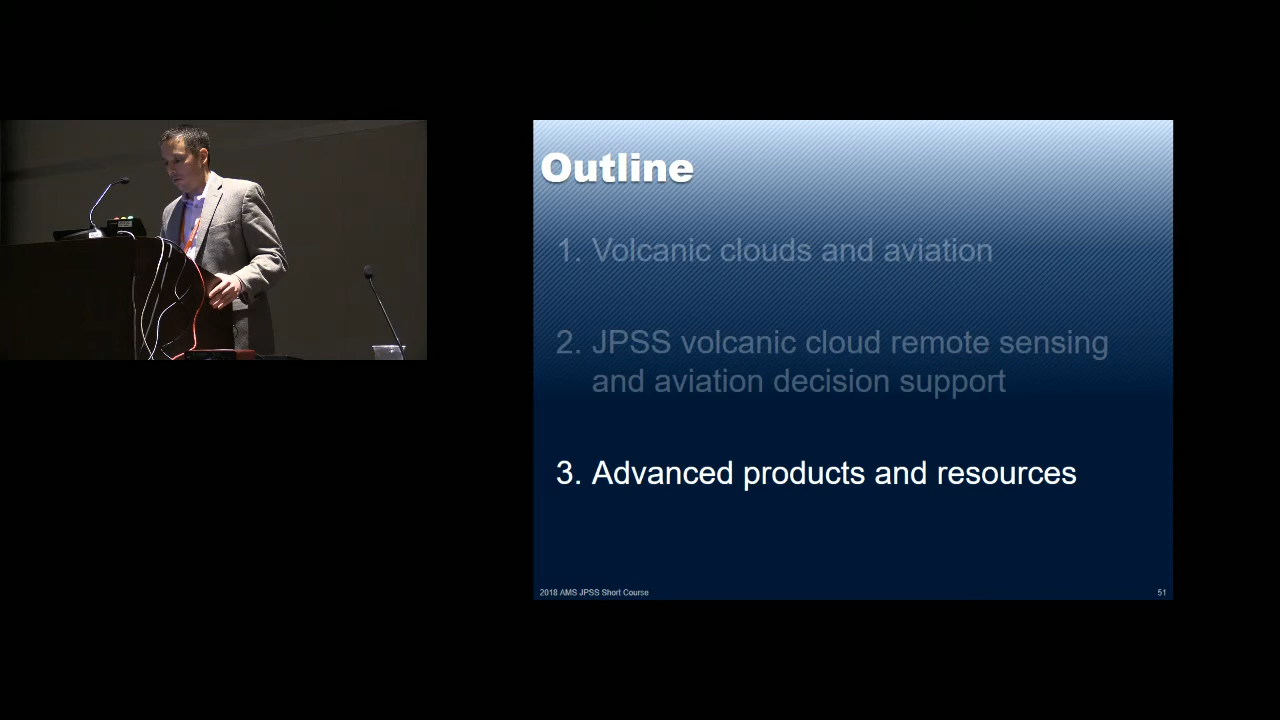 Outline
1. Volcanic clouds and aviation
2. JPSS volcanic cloud remote sensing
and aviation decision support
3. Advanced products and resources
2018 AMS JPSS Short Course
51